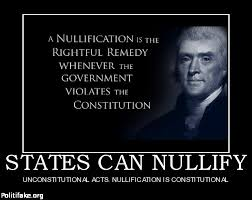 A NULLIFICATION IS THE
RIGHTFUL REMEDY
WHENEVER THE
GOVERNMENT
VIOLATES THE
CONSTITUTION
STATES CAN NULLIFY
UNCONSTITUTIONAL ACTS. NULLIFICATION IS CONSTITUTIONAL
Politifake.org